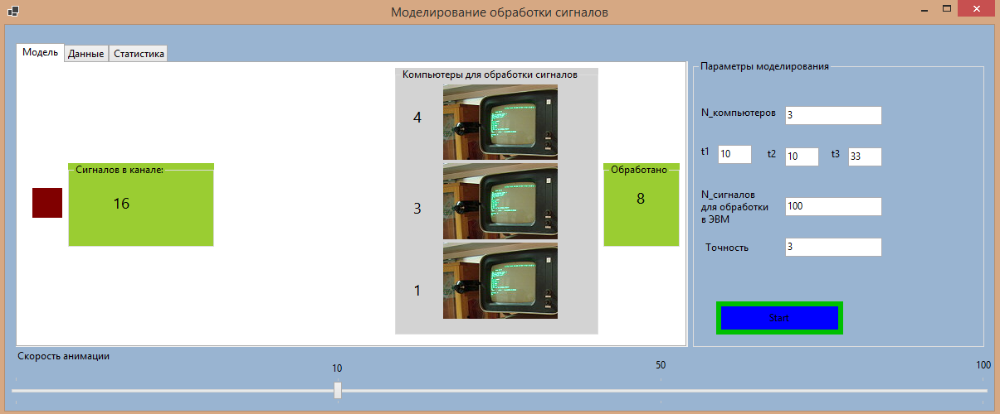 Моделирование обработки сигналов
Модель
Данные
Статистика
Компьютеры для обработки сигналов
4
3
1
Сигналов в канале:
16
Обработано
8
Параметры моделирования
N_компьютеров
3
t1
10
t2
10
t3
33
N_сигналов
для обработки
в ЭВМ
100
Точность
3
Start
Скорость анимации
10
50
100